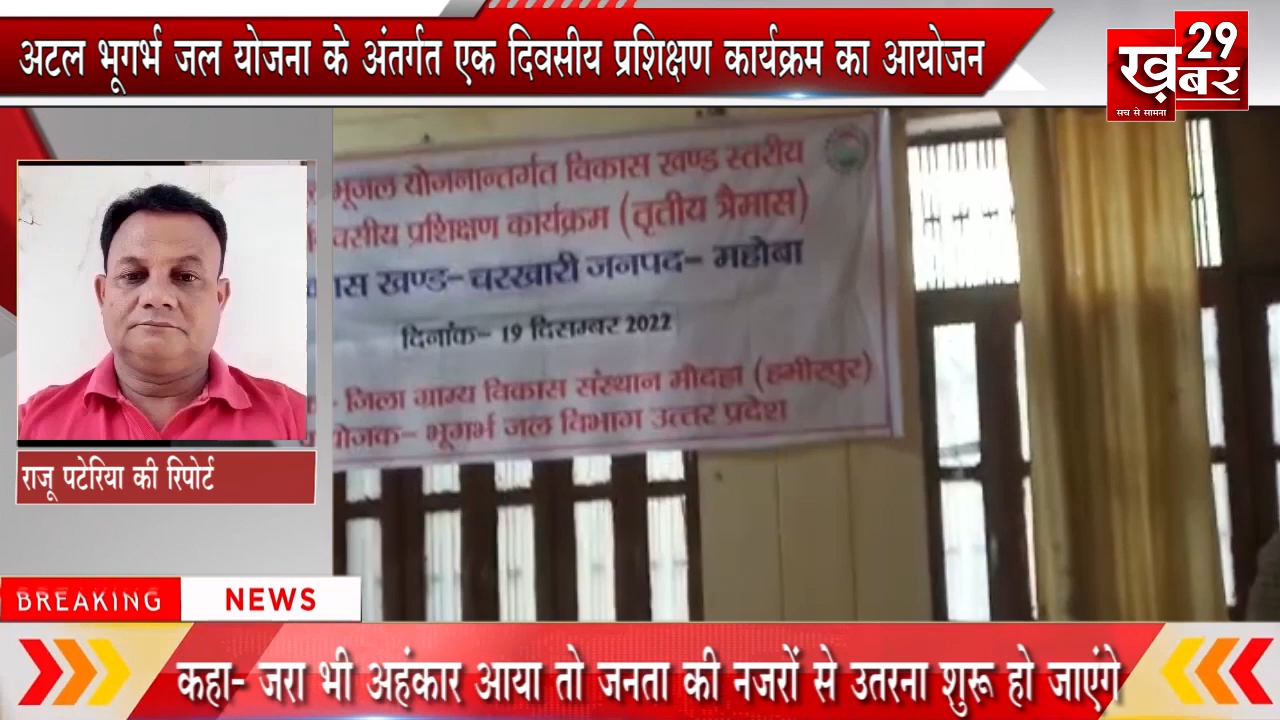 अटल भूगर्भ जल योजना के अंतर्गत एक दिवसीय प्रशिक्षण कार्यक्रम का आयोजन
29
ख़बर
सच से सामना
भूजल योजनान्तर्गत विकास खण्ड स्तरीय
दिवसीय प्रशिक्षण कार्यक्रम (तृतीय त्रैमास)
खण्ड- चरखारी जनपद- महोबा
दिनांक- 19 दिसम्बर 2022
- जिला ग्राम्य विकास संस्थान मौदहा (हमीरपुर)
भूगर्भ जल विभाग उत्तर प्रदेश
राजू पटेरिया की रिपोर्ट
BREAKING NEWS
कहा- जरा भी अहंकार आया तो जनता की नजरों से उतरना शुरू हो जाएंगे